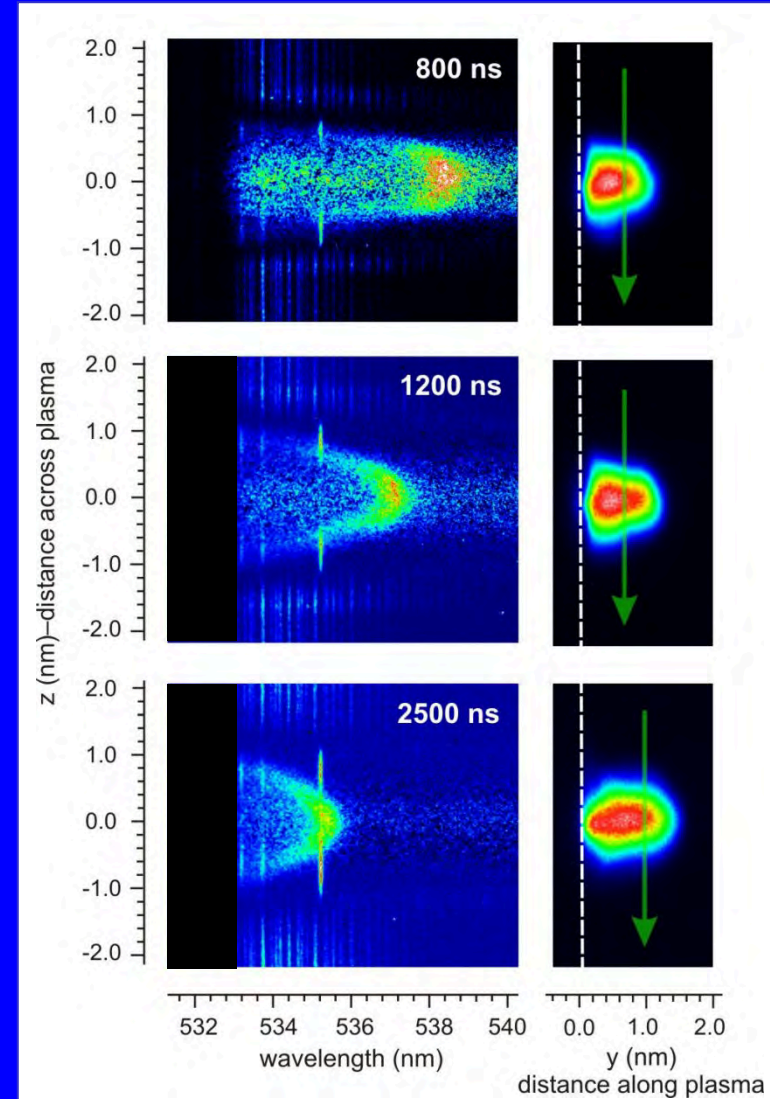 2.0
800 ns
1.0
0.0
-1.0
-2.0
2.0
1200 ns
1.0
0.0
-1.0
-2.0
2.0
2500 ns
1.0
0.0
-1.0
-2.0
z (nm)–distance across plasma
532 534 536 538 540
wavelength (nm)
0.0 1.0 2.0
y (nm)
distance along plasma